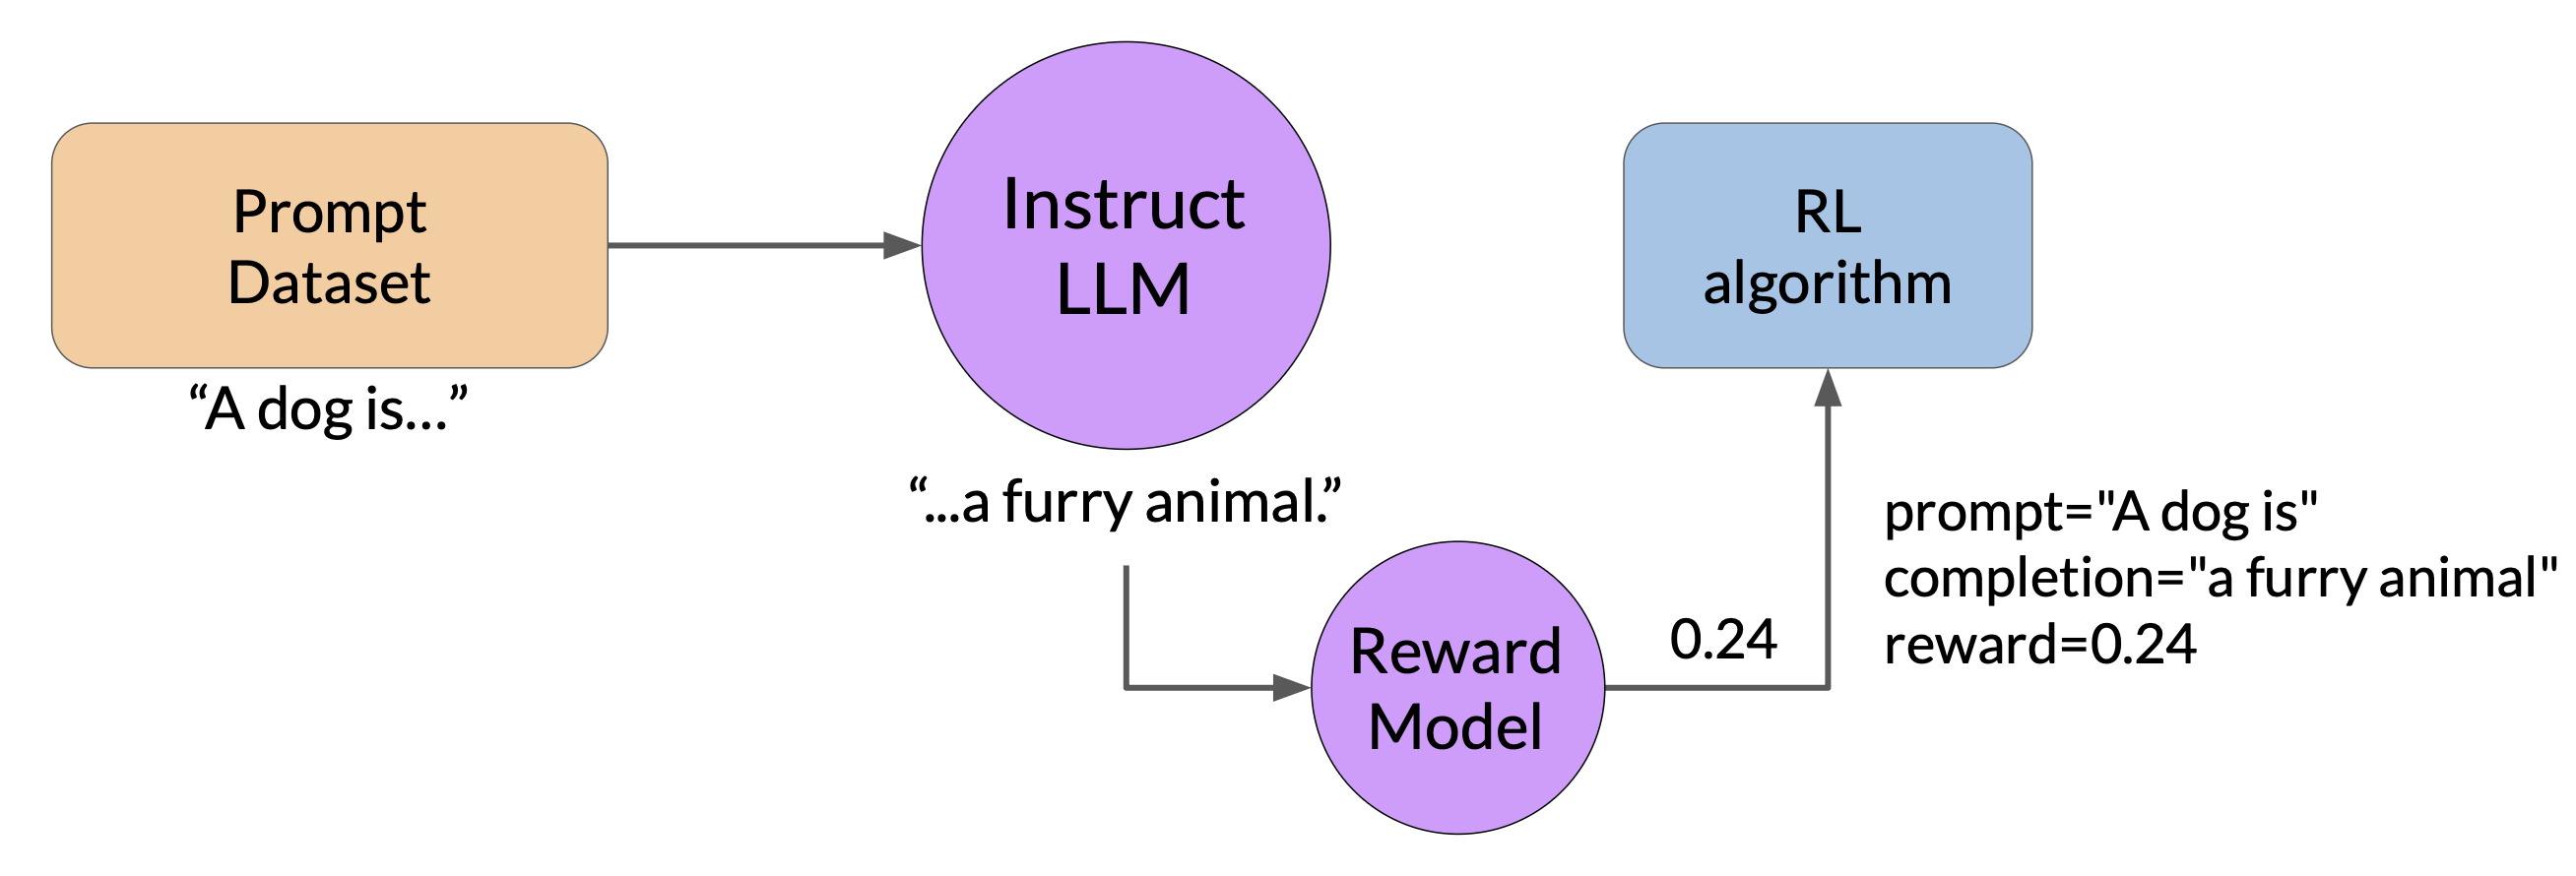 Prompt
Dataset
“A dog is...”
Instruct
LLM
“...a furry animal.”
Reward
Model
0.24
RL
algorithm
prompt="A dog is"
completion="a furry animal"
reward=0.24